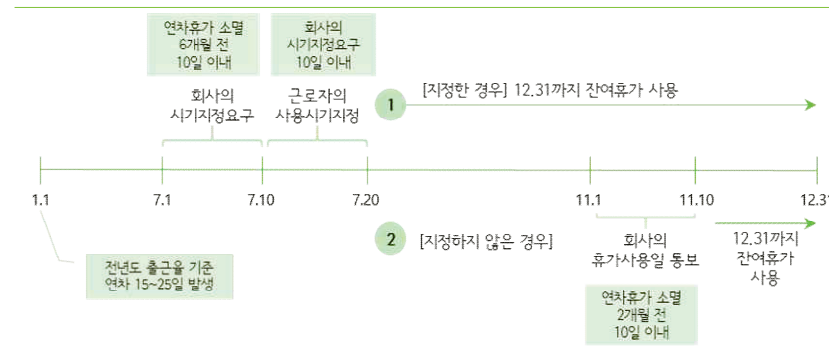 연차휴가 소멸
6개월 전
10일 이내
회사의
시기지정요구
10일 이내
회사의
시기지정요구
근로자의
사용시기지정
1
[지정한 경우] 12.31까지 잔여휴가 사용
1.1
7.1
7.10
7.20
11.1
11.10
12.31
2
[지정하지 않은 경우]
회사의
휴가사용일 통보
12.31까지
잔여휴가
사용
전년도 출근율 기준
연차 15~25일 발생
연차휴가 소멸
2개월 전
10일 이내